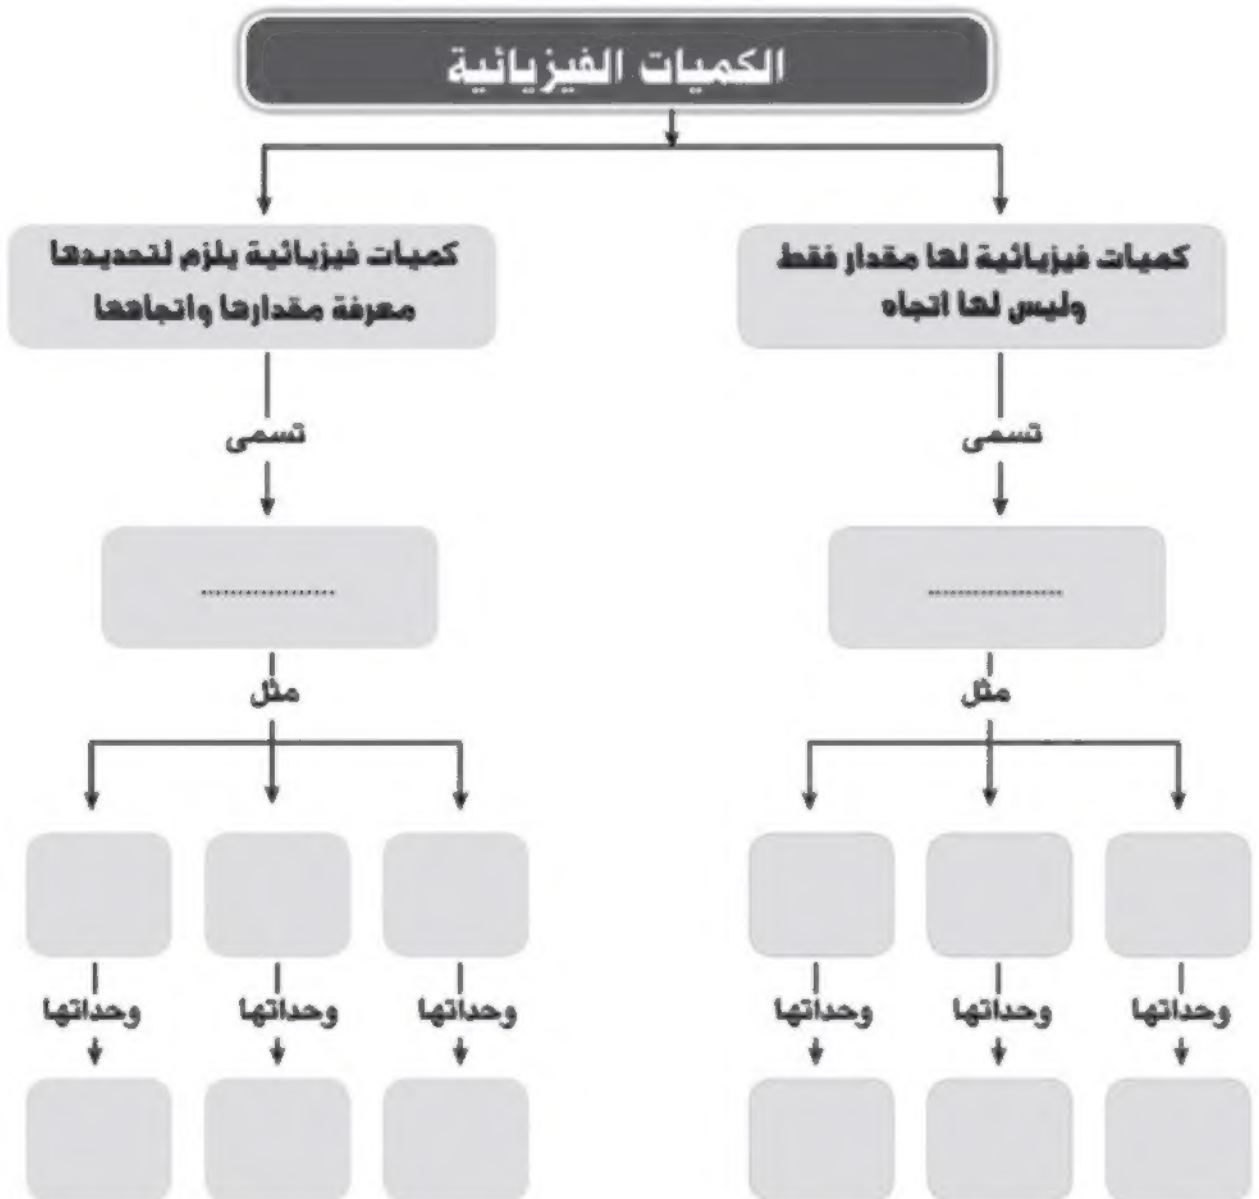 الكميات الفيزيائية
كميات فيزيائية لها مقدار فقط
وليس لها اتجاه
كميات فيزيائية يلزم لتحديدها
معرفة مقدارها واتجاهها
تسمى
تسمى
..................
..................
مثل
مثل
وحداتها
وحداتها
وحداتها
وحداتها
وحداتها
وحداتها